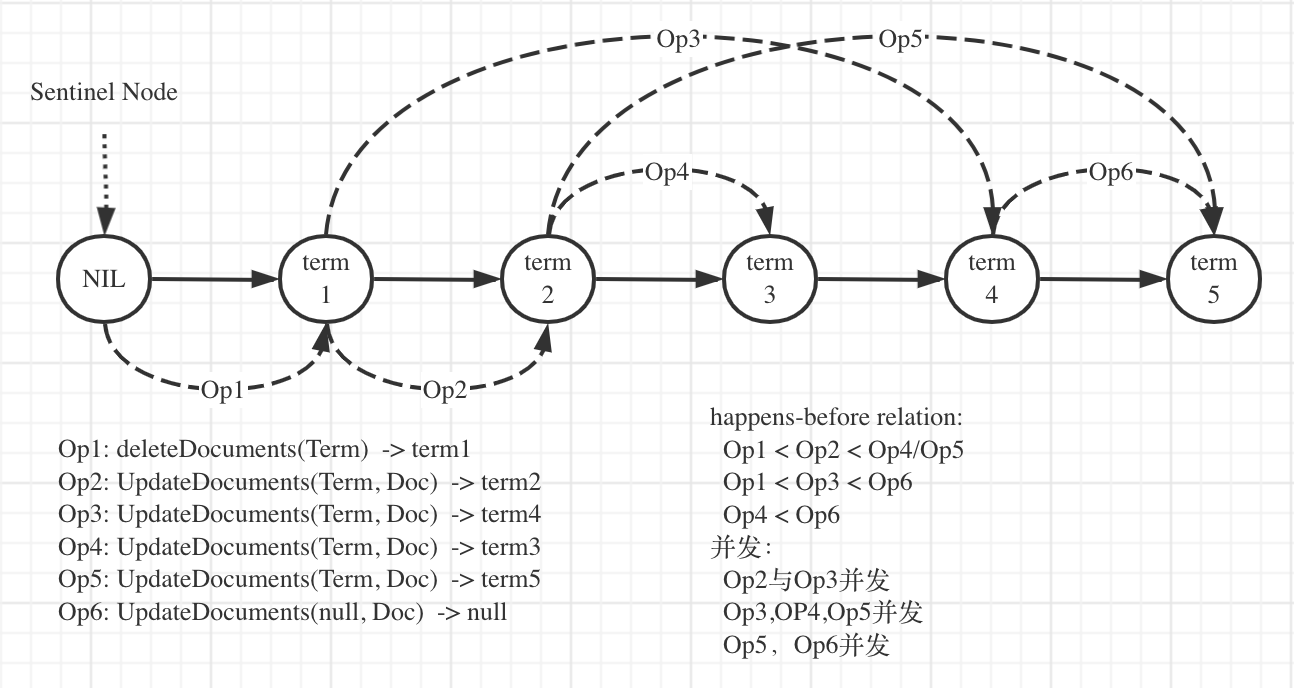 Op3
Op5
Sentinel Node
Op4
Op6
NIL
term
1
term
2
term
3
term
4
term
5
Op1
Op2
happens-before relation:
Op1 < Op2 < Op4/Op5
Op1 < Op3 < Op6
Op4 < Op6
并发:
Op2与Op3并发
Op3,OP4,Op5并发
Op5，Op6并发
Op1: deleteDocuments(Term) -> term1
Op2: UpdateDocuments(Term, Doc) -> term2
Op3: UpdateDocuments(Term, Doc) -> term4
Op4: UpdateDocuments(Term, Doc) -> term3
Op5: UpdateDocuments(Term, Doc) -> term5
Op6: UpdateDocuments(null, Doc) -> null